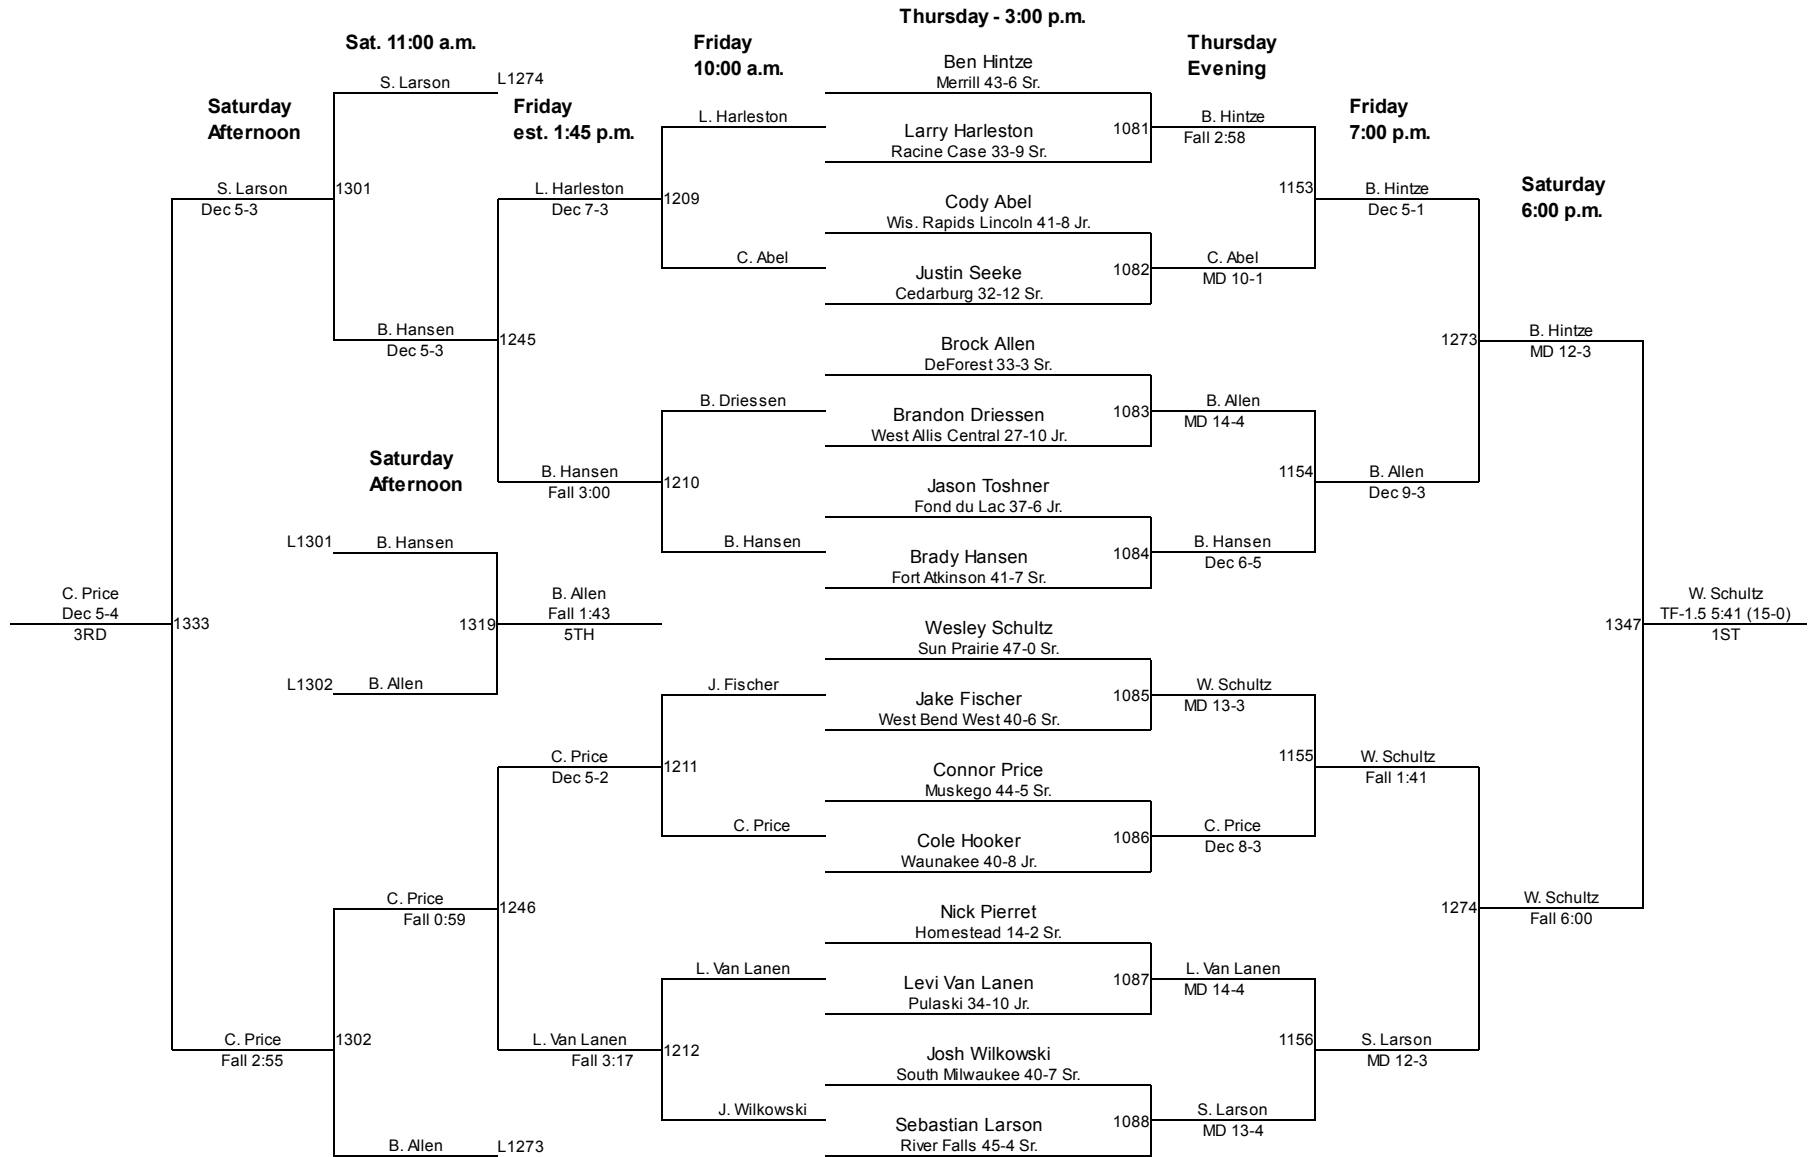 Thursday - 3:00 p.m.
Sat. 11:00 a.m.
Friday
10:00 a.m.
Thursday
Evening
Saturday
Afternoon
Friday
est. 1:45 p.m.
Friday
7:00 p.m.
Saturday
6:00 p.m.
Saturday
Afternoon
Ben Hintze
Merrill 43-6 Sr.
1081
Larry Harleston
Racine Case 33-9 Sr.
Cody Abel
Wis. Rapids Lincoln 41-8 Jr.
1082
Justin Seeke
Cedarburg 32-12 Sr.
Brock Allen
DeForest 33-3 Sr.
1083
Brandon Driessen
West Allis Central 27-10 Jr.
Jason Toshner
Fond du Lac 37-6 Jr.
1084
Brady Hansen
Fort Atkinson 41-7 Sr.
Wesley Schultz
Sun Prairie 47-0 Sr.
1085
Jake Fischer
West Bend West 40-6 Sr.
Connor Price
Muskego 44-5 Sr.
1086
Cole Hooker
Waunakee 40-8 Jr.
Nick Pierret
Homestead 14-2 Sr.
1087
Levi Van Lanen
Pulaski 34-10 Jr.
Josh Wilkowski
South Milwaukee 40-7 Sr.
1088
Sebastian Larson
River Falls 45-4 Sr.
B. Hintze
Fall 2:58
1153
C. Abel
MD 10-1
B. Allen
MD 14-4
1154
B. Hansen
Dec 6-5
W. Schultz
MD 13-3
1155
C. Price
Dec 8-3
L. Van Lanen
MD 14-4
1156
S. Larson
MD 13-4
B. Hintze
Dec 5-1
1273
B. Allen
Dec 9-3
W. Schultz
Fall 1:41
1274
S. Larson
MD 12-3
B. Hintze
MD 12-3
1347
W. Schultz
Fall 6:00
W. Schultz
TF-1.5 5:41 (15-0)
1ST
L. Harleston
1209
C. Abel
B. Driessen
1210
B. Hansen
J. Fischer
1211
C. Price
L. Van Lanen
1212
J. Wilkowski
L. Harleston
Dec 7-3
1245
B. Hansen
Fall 3:00
C. Price
Dec 5-2
1246
L. Van Lanen
Fall 3:17
S. Larson
L1274
1301
B. Hansen
Dec 5-3
C. Price
Fall 0:59
1302
B. Allen
L1273
S. Larson
Dec 5-3
1333
C. Price
Fall 2:55
C. Price
Dec 5-4
3RD
L1301
B. Hansen
1319
L1302
B. Allen
B. Allen
Fall 1:43
5TH